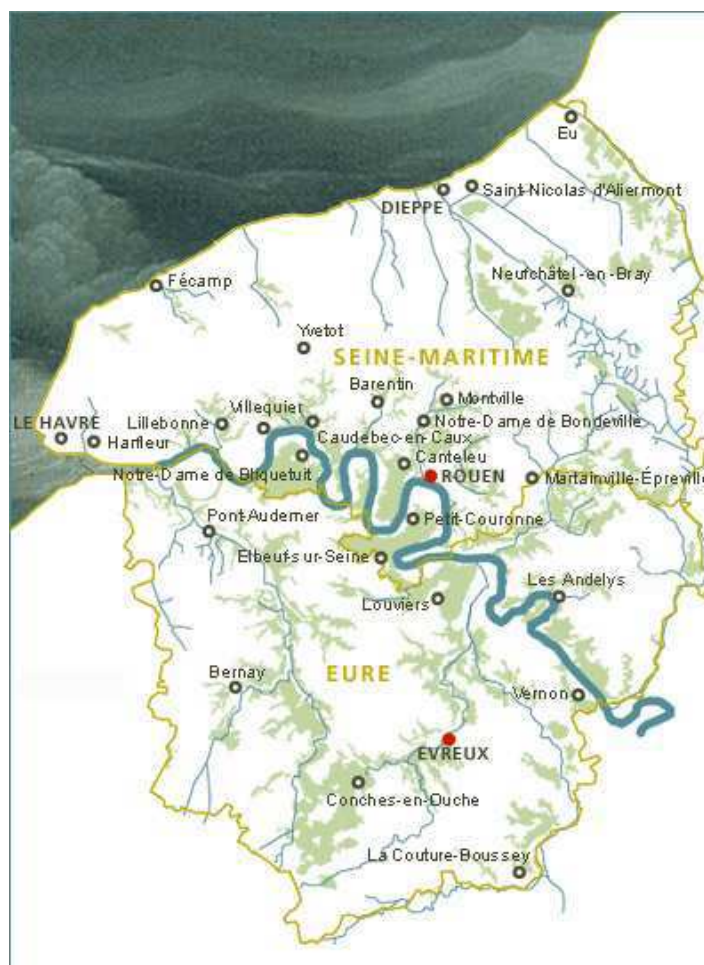 Eu
Saint-Nicolas d'Aliermont
DIEPPE
Neufchâtel-en-Bray
Fécamp
Yvetot
SEINE-MARITIME
Barentin
Montville
LE HAVRE
Lillebonne
Villequier
Notre-Dame de Bondeville
Harfleur
Caudebec-en-Caux
Canteleu
Notre-Dame de Bliquetuit
ROUEN
Martainville-Épreville
Pont-Audemer
Petit-Couronne
Elbeuf-sur-Seine
Les Andelys
Louviers
EURE
Bernay
Vernon
EVREUX
Conches-en-Ouche
La Couture-Boussey